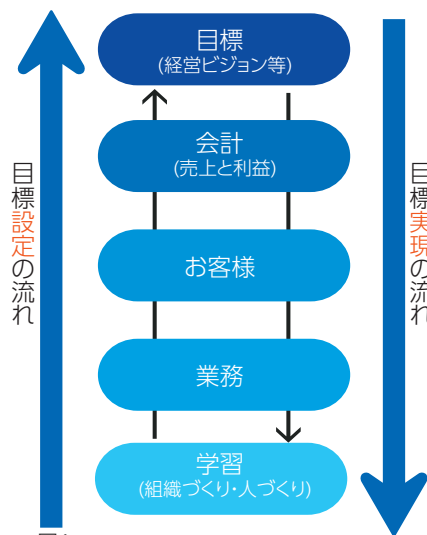 目標
(経営ビジョン等)
会計
(売上と利益)
お客様
業務
学習
(組織づくり・人づくり)
目標設定の流れ
目標実現の流れ